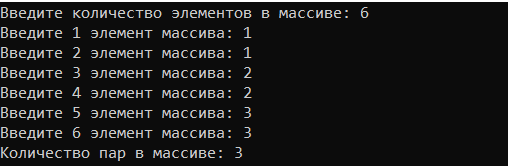 Введите количество элементов в массиве: 6
Введите 1 элемент массива: 1
Введите 2 элемент массива: 1
Введите 3 элемент массива: 2
Введите 4 элемент массива: 2
Введите 5 элемент массива: 3
Введите 6 элемент массива: 3
Количество пар в массиве: 3